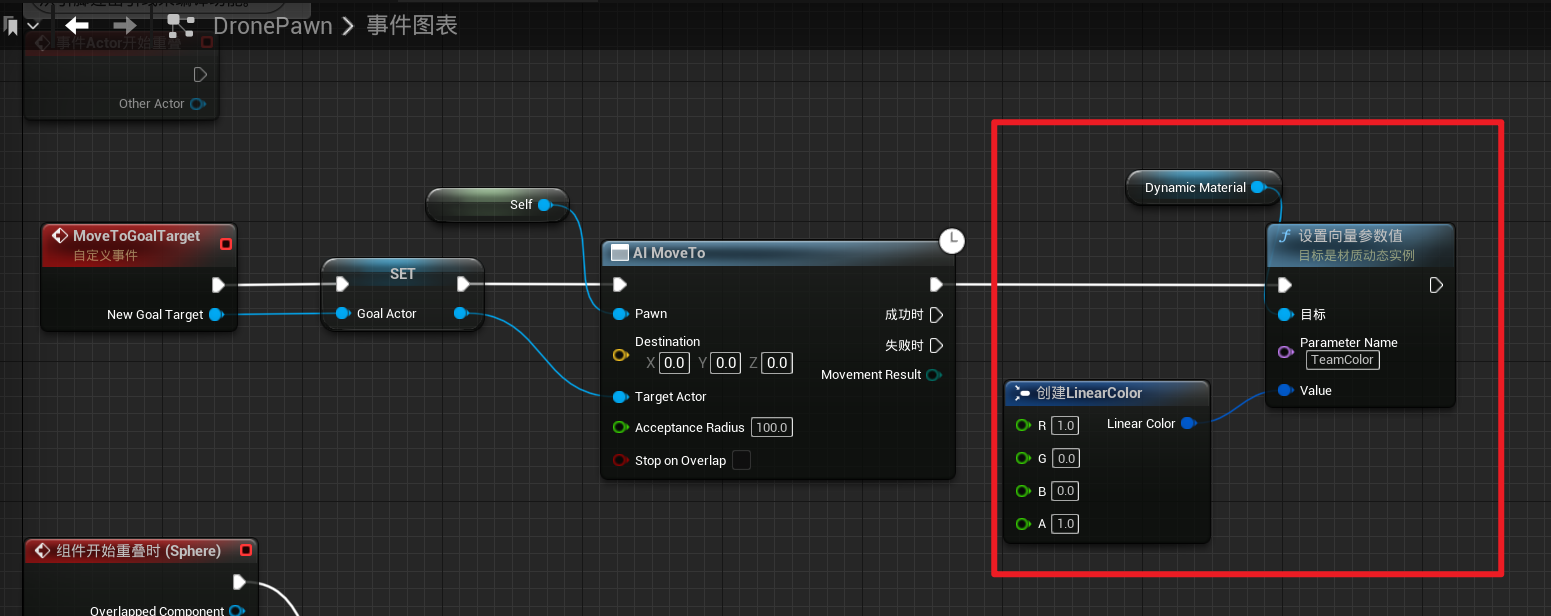 DronePawn
事件图表
事件Actor开始重叠
Other Actor
Self
Dynamic Material
MoveToGoalTarget
自定义事件
New Goal Target
SET
Goal Actor
AI MoveTo
Pawn
Destination
X 0.0 Y 0.0 Z 0.0
Target Actor
Acceptance Radius 100.0
Stop on Overlap
成功时
失败时
Movement Result
设置向量参数值
目标是材质动态实例
目标
Parameter Name
TeamColor
Value
创建LinearColor
R 1.0
Linear Color
G 0.0
B 0.0
A 1.0
组件开始重叠时 (Sphere)
Overlapped Component